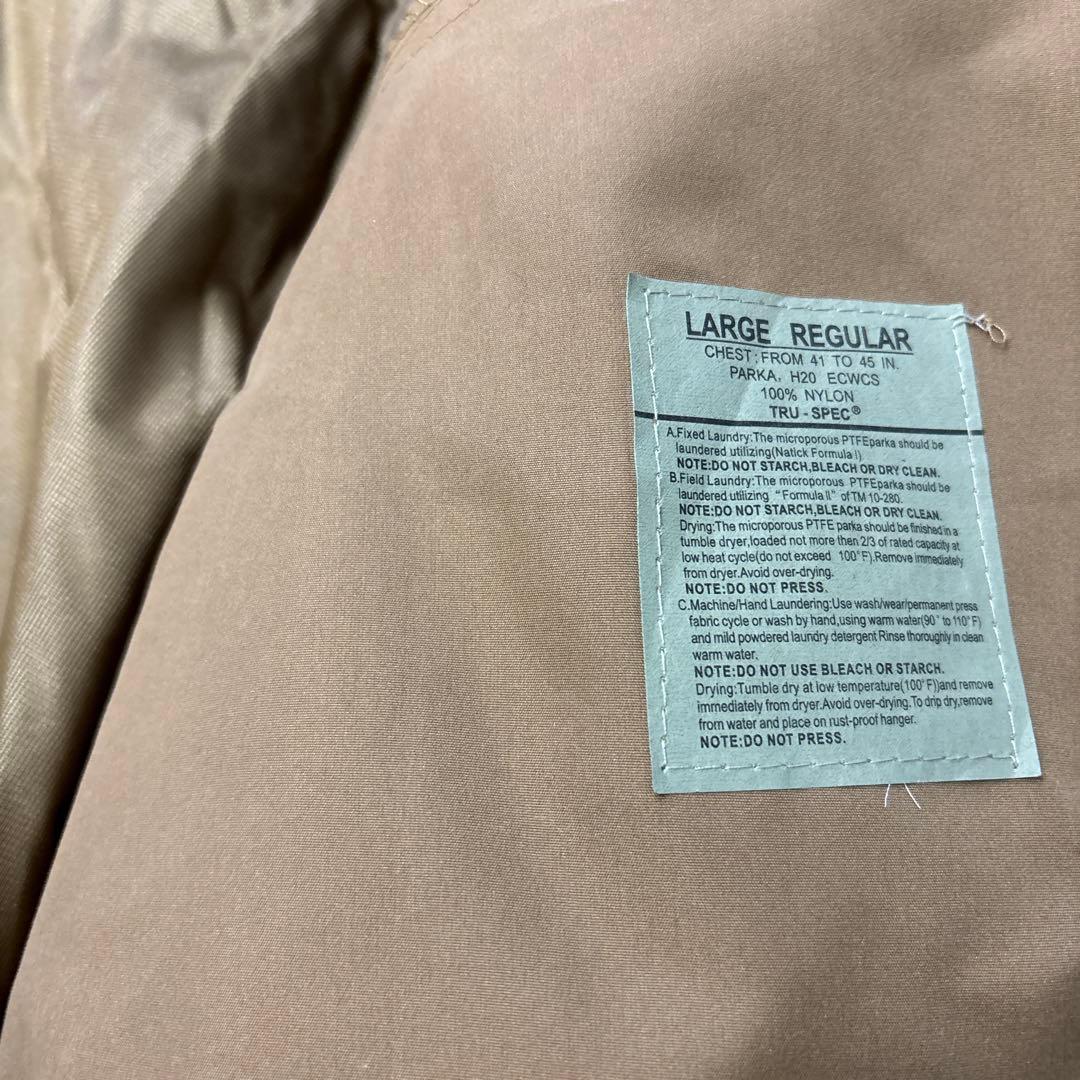 LARGE REGULAR
CHEST: FROM 41 TO 45 IN.
PARKA, H20 ECWCS
100% NYLON
TRU-SPEC®
A.Fixed Laundry:The microporous PTFEparka should be
laundered utilizing(Natick Formula I)
NOTE:DO NOT STARCH,BLEACH OR DRY CLEAN.
B.Field Laundry:The microporous PTFEparka should be
laundered utilizing "Formula II" of TM 10-280.
NOTE:DO NOT STARCH,BLEACH OR DRY CLEAN.
Drying:The microporous PTFE parka should be finished in a
tumble dryer,loaded not more then 2/3 of rated capacity at
low heat cycle(do not exceed 100°F).Remove immediately
from dryer.Avoid over-drying.
NOTE:DO NOT PRESS.
C.Machine/Hand Laundering:Use wash/wear/permanent press
fabric cycle or wash by hand,using warm water(90° to 110°F)
and mild powdered laundry detergent Rinse thoroughly in clean
warm water.
NOTE:DO NOT USE BLEACH OR STARCH.
Drying:Tumble dry at low temperature(100°F))and remove
immediately from dryer.Avoid over-drying.To drip dry,remove
from water and place on rust-proof hanger.
NOTE:DO NOT PRESS.